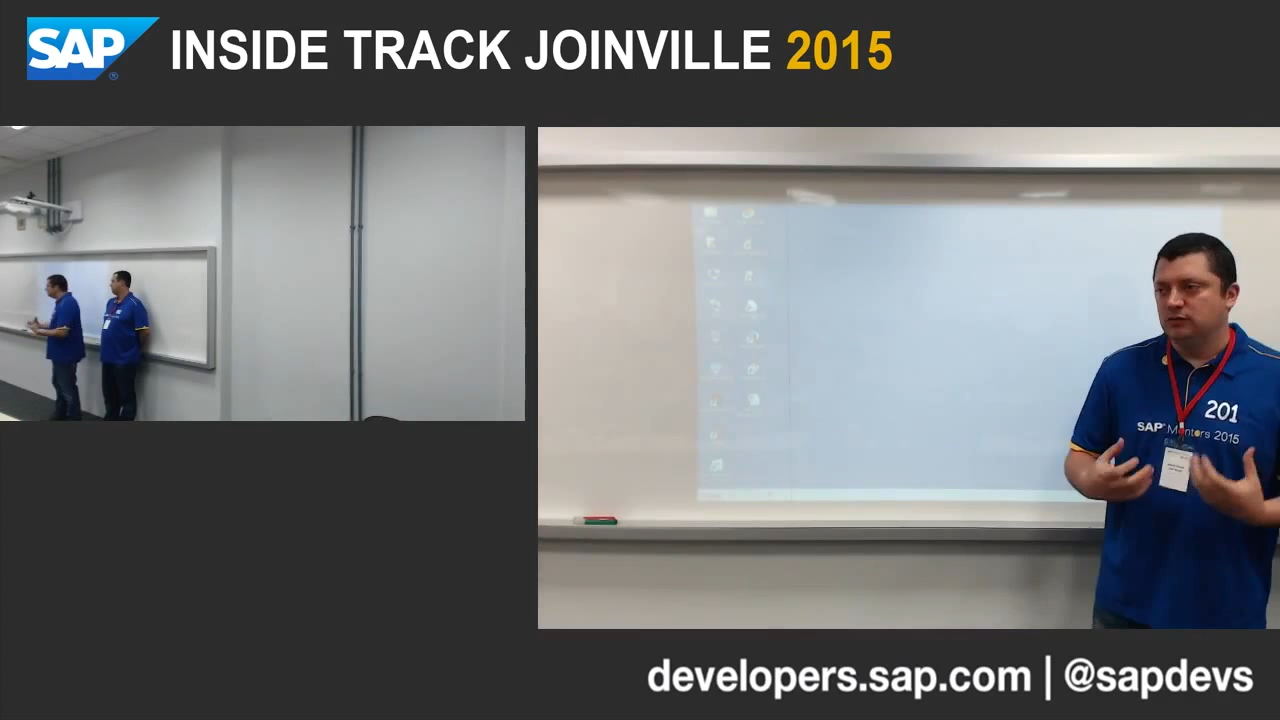 SAP®
INSIDE TRACK JOINVILLE 2015
201
SAP Mentors 2015
developers.sap.com | @sapdevs